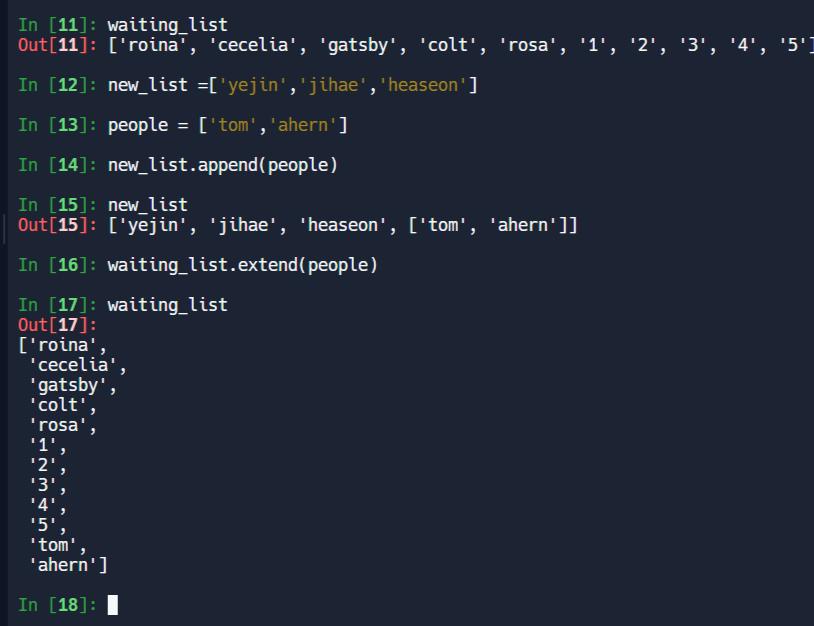 In [11]: waiting_list
Out[11]: ['roina', 'cecelia', 'gatsby', 'colt', 'rosa', '1', '2', '3', '4', '5']
In [12]: new_list =['yejin','jihae','heaseon']
In [13]: people = ['tom','ahern']
In [14]: new_list.append(people)
In [15]: new_list
Out[15]: ['yejin', 'jihae', 'heaseon', ['tom', 'ahern']]
In [16]: waiting_list.extend(people)
In [17]: waiting_list
Out[17]:
['roina',
 'cecelia',
 'gatsby',
 'colt',
 'rosa',
 '1',
 '2',
 '3',
 '4',
 '5',
 'tom',
 'ahern']
In [18]: